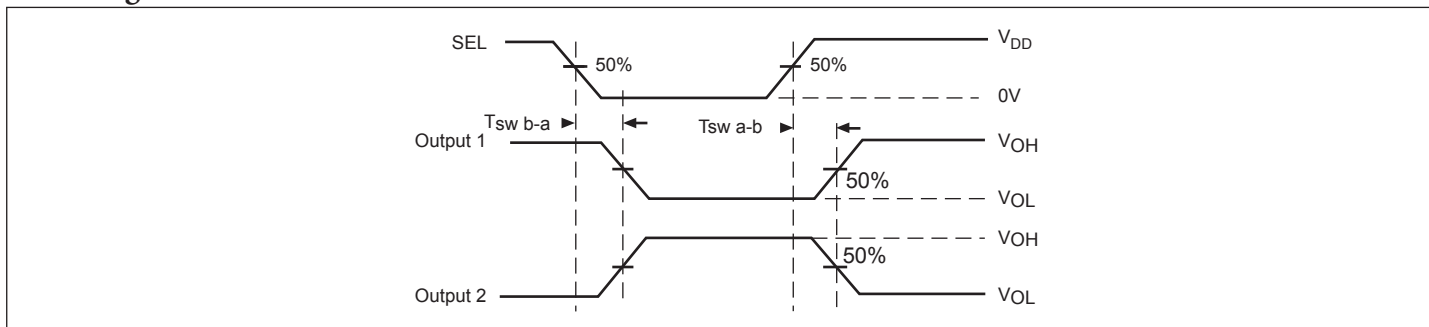 SEL
50%
50%
VDD
0V
Tsw b-a
Tsw a-b
Output 1
VOH
50%
VOL
VOH
50%
Output 2
VOL